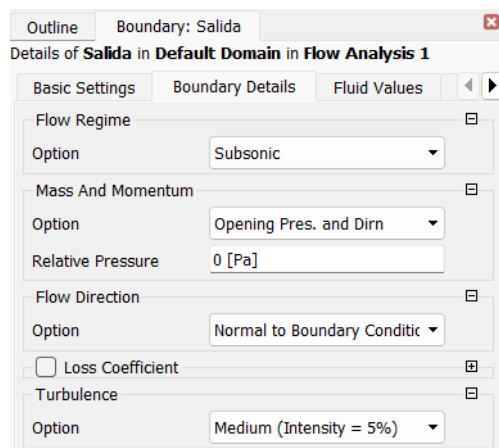 Outline Boundary: Salida
Details of Salida in Default Domain in Flow Analysis 1
Basic Settings Boundary Details Fluid Values
Flow Regime
Option Subsonic
Mass And Momentum
Option Opening Pres. and Dirn
Relative Pressure 0 [Pa]
Flow Direction
Option Normal to Boundary Conditic
Loss Coefficient
Turbulence
Option Medium (Intensity = 5%)